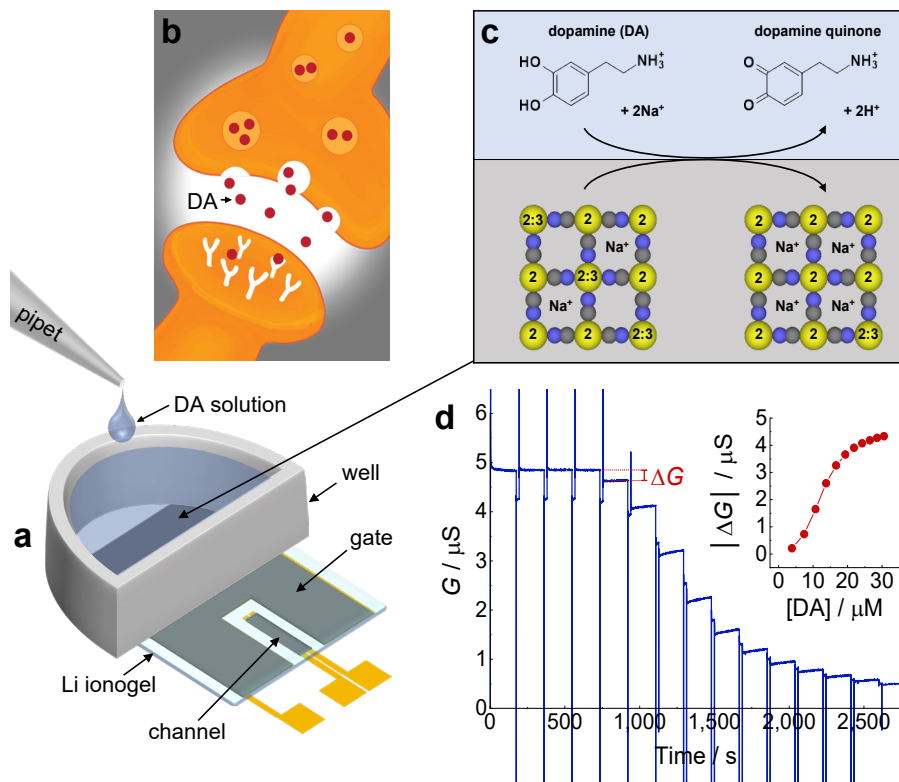 b
DA
c
dopamine (DA)
dopamine quinone
HO
HO
NH₃⁺
+ 2Na⁺
O
O
NH₃⁺
+ 2H⁺
2:3 2 2
Na⁺
2 2:3 2
Na⁺
2 2 2:3
2 2 2
Na⁺ Na⁺
2 2 2
Na⁺ Na⁺
2 2 2:3
a
pipet
DA solution
well
gate
Li ionogel
channel
d
G / μS
6
5
4
3
2
1
0
0 500 1,000 1,500 2,000 2,500
Time / s
ΔG
|ΔG| / μS
5
4
3
2
1
0
0 10 20 30
[DA] / μM